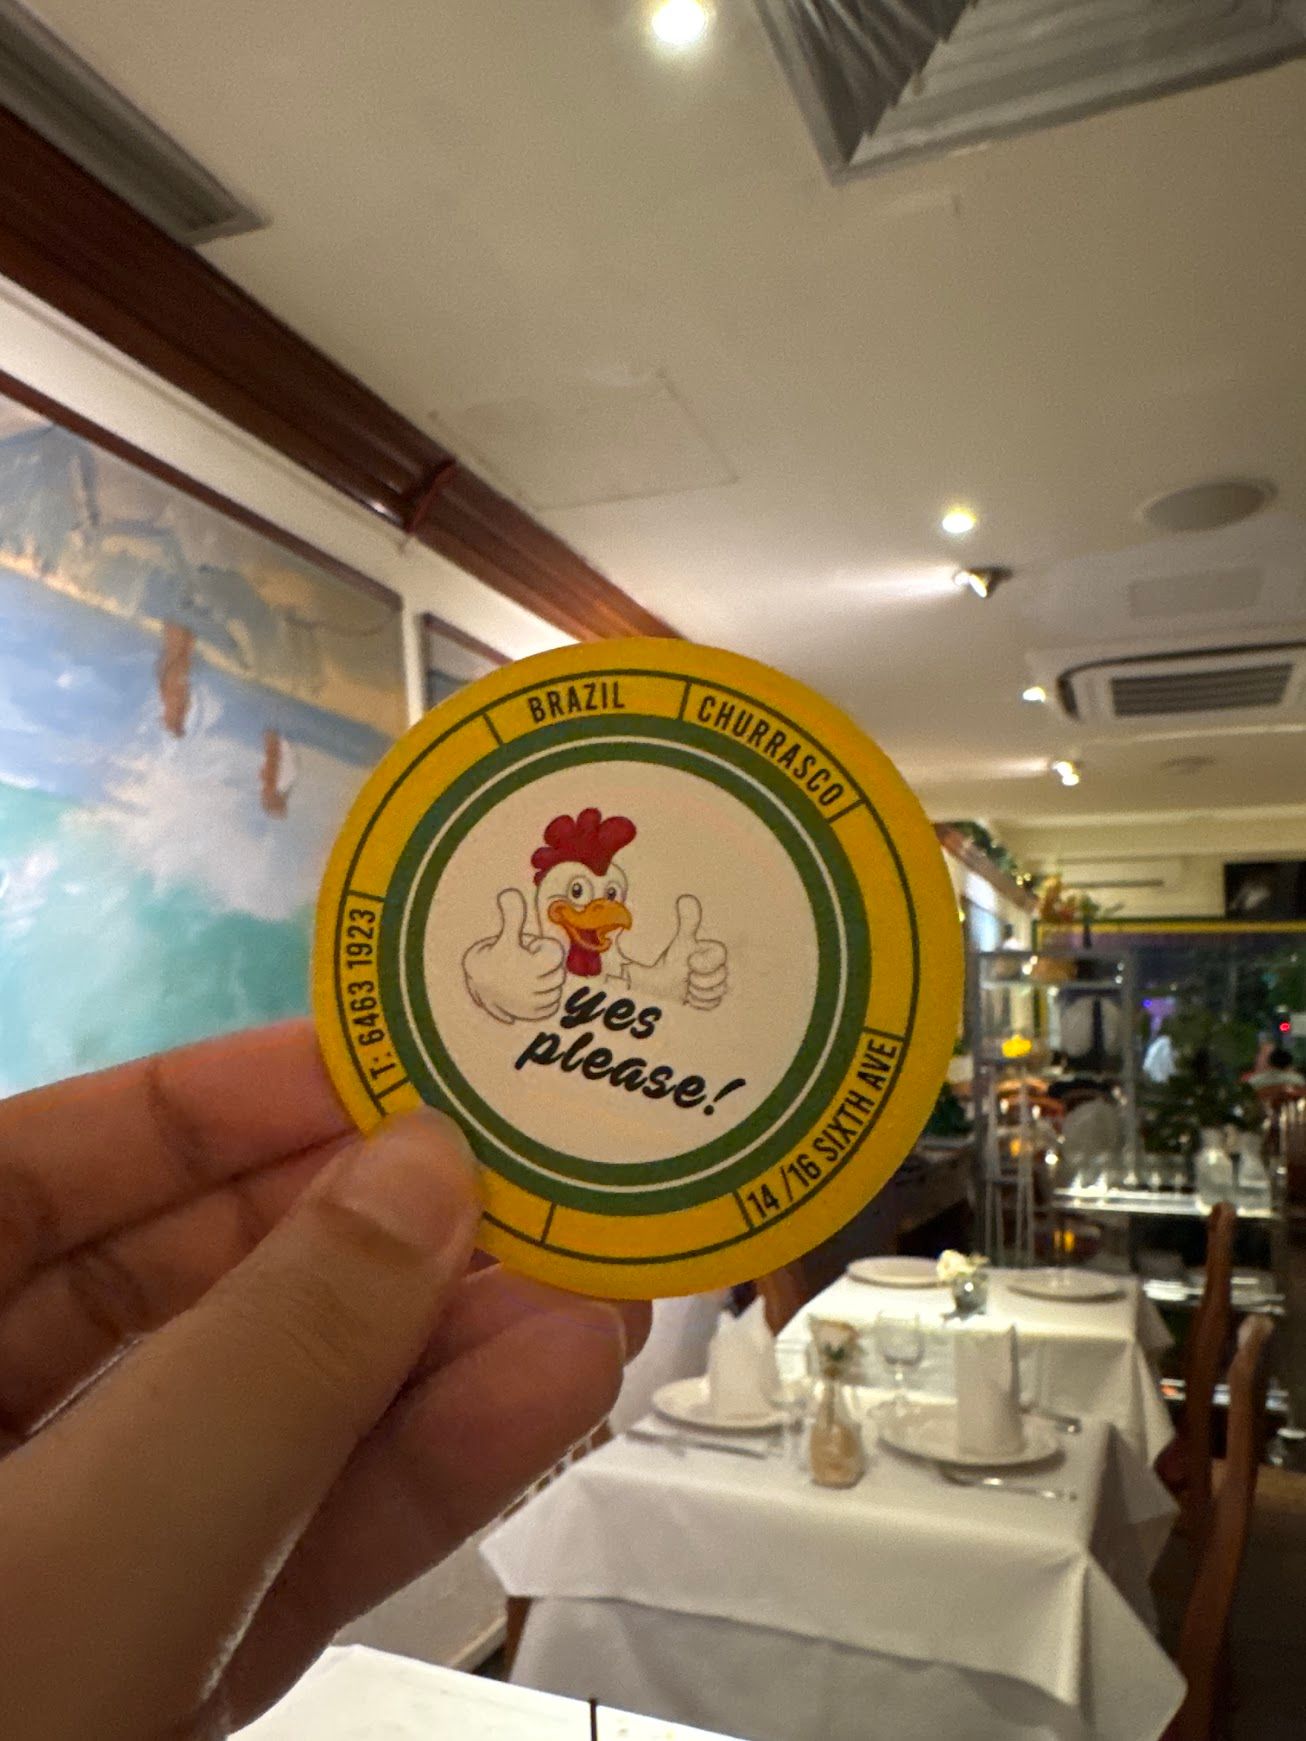 BRAZIL
CHURRASCO
14 /16 SIXTH AVE
T: 6463 1923
yes
please!